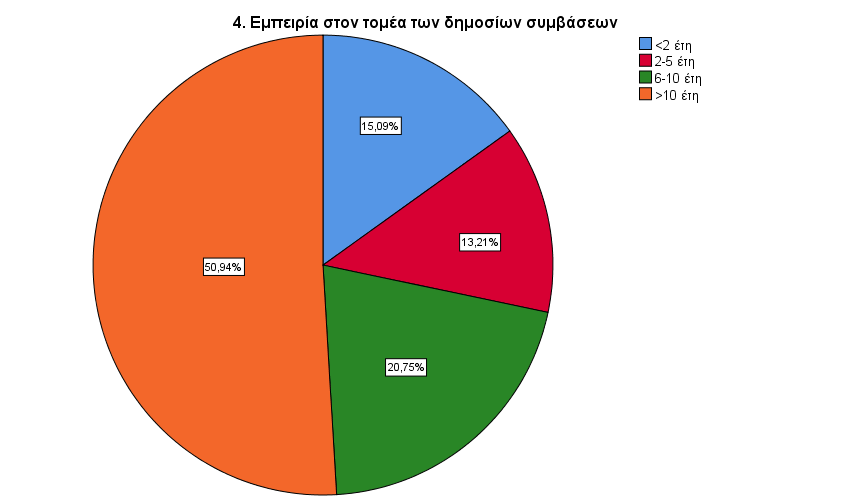 4. Εμπειρία στον τομέα των δημοσίων συμβάσεων
<2 έτη
2-5 έτη
6-10 έτη
>10 έτη
15,09%
13,21%
50,94%
20,75%